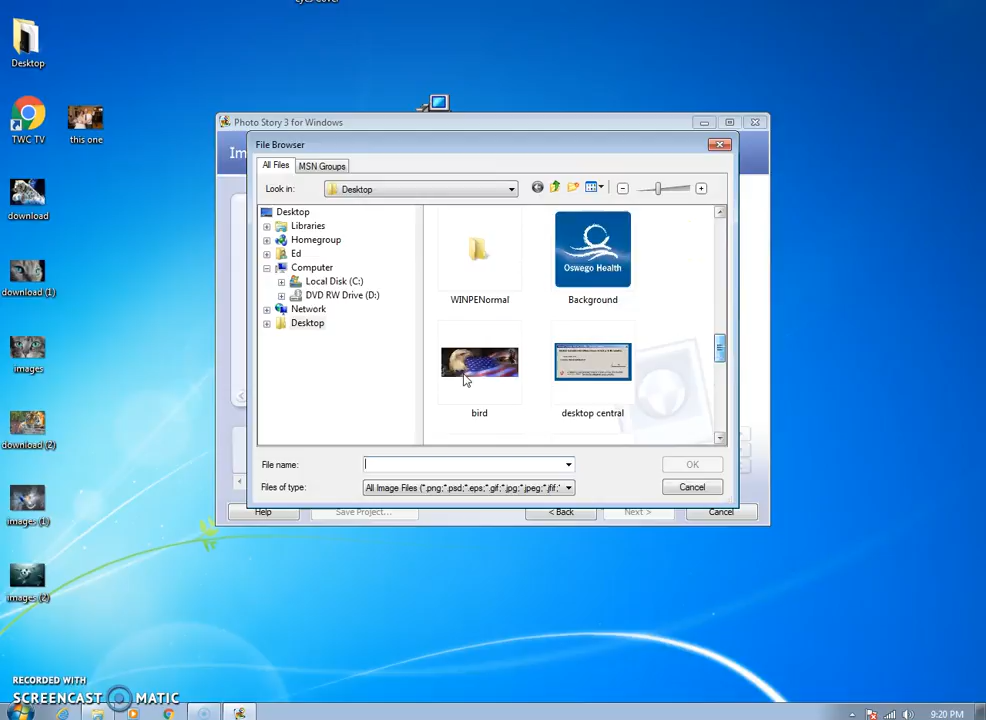 eyes cover
Desktop
TWC TV
this one
download
download (1)
images
download (2)
images (1)
images (2)
Photo Story 3 for Windows
Im
File Browser
All Files
MSN Groups
Look in:
Desktop
Desktop
Libraries
Homegroup
Ed
Computer
Local Disk (C:)
DVD RW Drive (D:)
Network
Desktop
Oswego Health
WINPENormal
Background
bird
desktop central
File name:
OK
Files of type:
All Image Files (*.png;*.psd;*.eps;*.gif;*.jpg;*.jpeg;*.jfif;*
Cancel
Help
Save Project...
< Back
Next >
Cancel
RECORDED WITH
SCREENCAST MATIC
9:20 PM